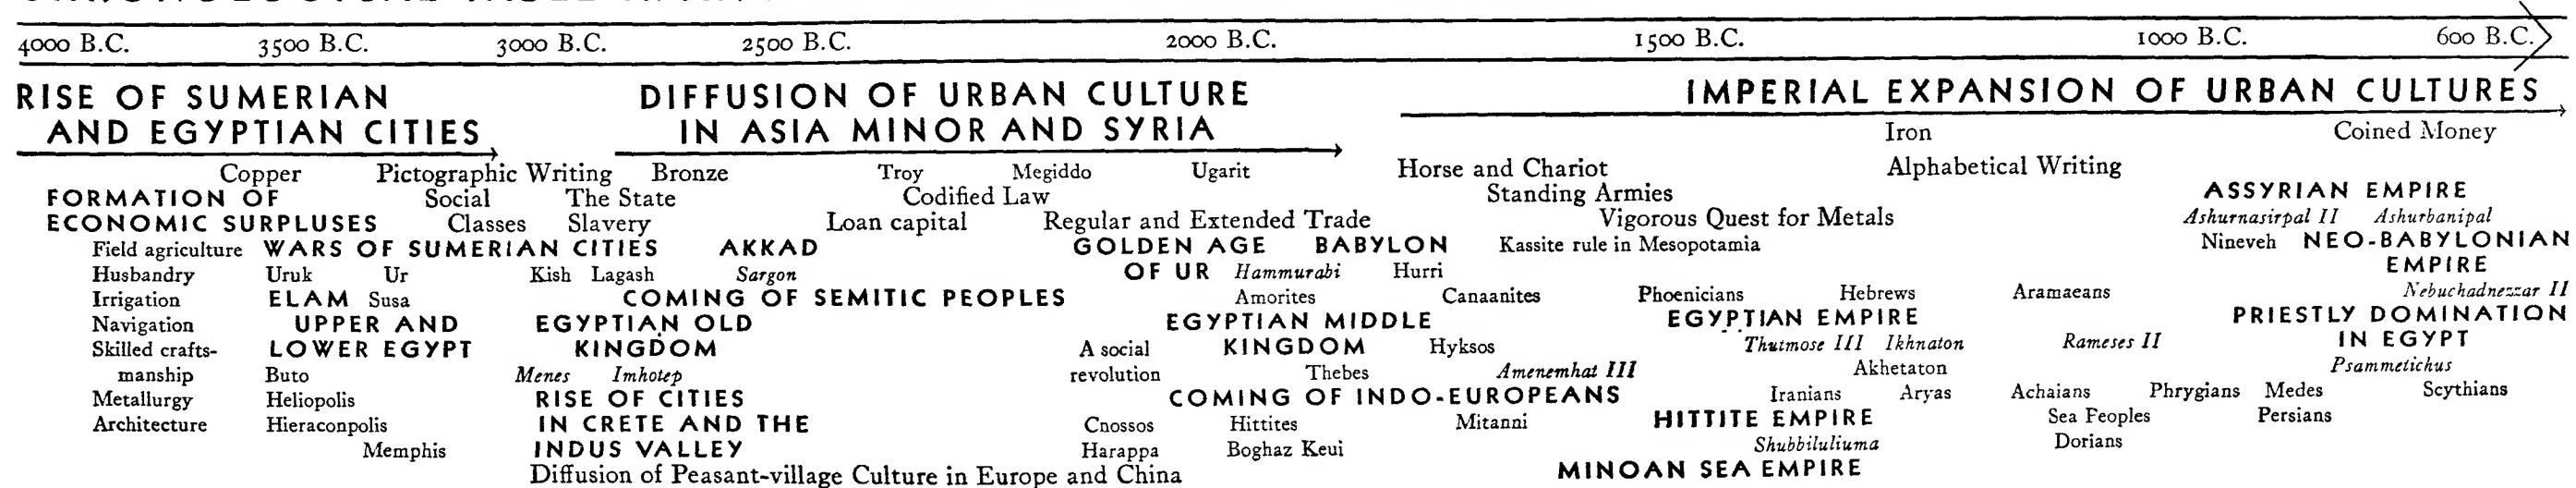 4000 B.C. 3500 B.C. 3000 B.C. 2500 B.C. 2000 B.C. 1500 B.C. 1000 B.C. 600 B.C.
RISE OF SUMERIAN DIFFUSION OF URBAN CULTURE IMPERIAL EXPANSION OF URBAN CULTURES
AND EGYPTIAN CITIES IN ASIA MINOR AND SYRIA Iron Coined Money
Copper Pictographic Writing Bronze Troy Megiddo Ugarit Horse and Chariot Alphabetical Writing
FORMATION OF Social The State Codified Law Standing Armies ASSYRIAN EMPIRE
ECONOMIC SURPLUSES Classes Slavery Loan capital Regular and Extended Trade Vigorous Quest for Metals Ashurnasirpal II Ashurbanipal
Field agriculture WARS OF SUMERIAN CITIES AKKAD GOLDEN AGE BABYLON Kassite rule in Mesopotamia Nineveh NEO-BABYLONIAN
Husbandry Uruk Ur Kish Lagash Sargon OF UR Hammurabi Hurri EMPIRE
Irrigation ELAM Susa COMING OF SEMITIC PEOPLES Amorites Canaanites Phoenicians Hebrews Aramaeans Nebuchadnezzar II
Navigation UPPER AND EGYPTIAN OLD EGYPTIAN MIDDLE EGYPTIAN EMPIRE PRIESTLY DOMINATION
Skilled crafts- LOWER EGYPT KINGDOM A social KINGDOM Hyksos Thutmose III Ikhnaton Rameses II IN EGYPT
manship Buto Menes Imhotep revolution Thebes Amenemhat III Akhetaton Psammetichus
Metallurgy Heliopolis RISE OF CITIES COMING OF INDO-EUROPEANS Iranians Aryas Achaians Phrygians Medes Scythians
Architecture Hieraconpolis IN CRETE AND THE Cnossos Hittites Mitanni HITTITE EMPIRE Sea Peoples Persians
Memphis INDUS VALLEY Harappa Boghaz Keui Shubbiluliuma Dorians
Diffusion of Peasant-village Culture in Europe and China MINOAN SEA EMPIRE